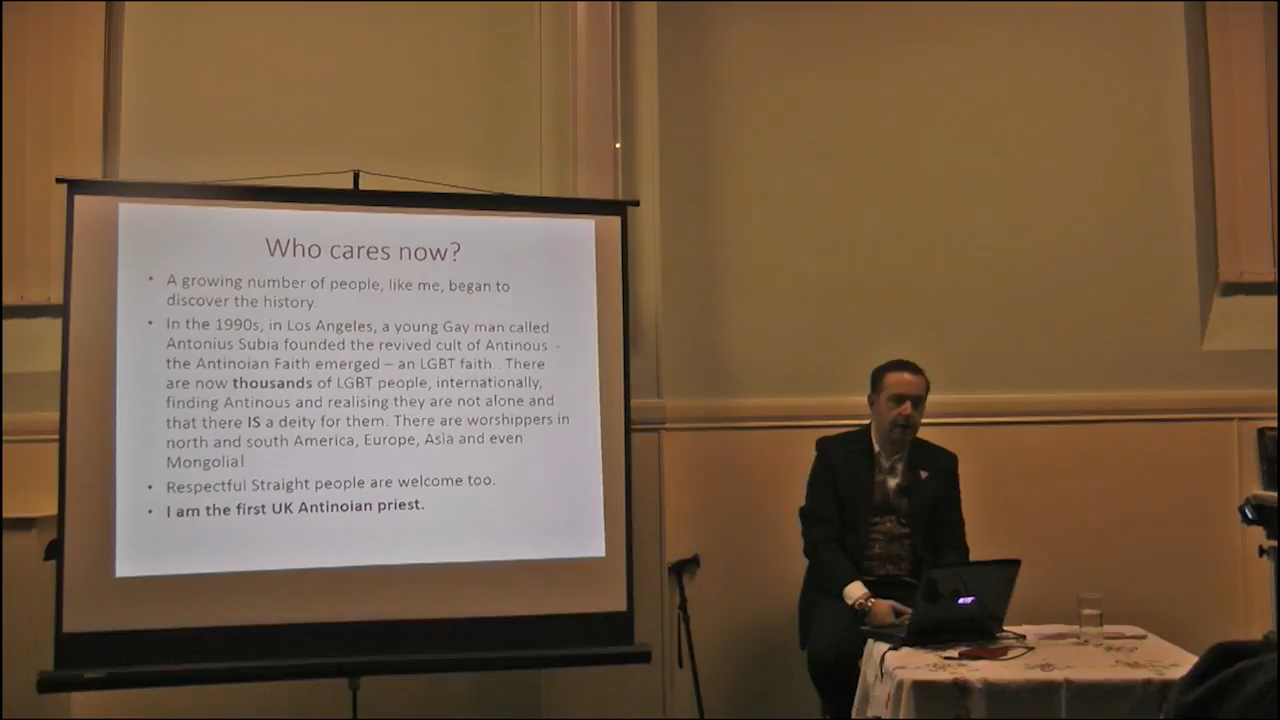 Who cares now?
• A growing number of people, like me, began to
discover the history.
• In the 1990s, in Los Angeles, a young Gay man called
Antonius Subia founded the revived cult of Antinous -
the Antinoian Faith emerged – an LGBT faith.. There
are now thousands of LGBT people, internationally,
finding Antinous and realising they are not alone and
that there IS a deity for them. There are worshippers in
north and south America, Europe, Asia and even
Mongolia!
• Respectful Straight people are welcome too.
• I am the first UK Antinoian priest.